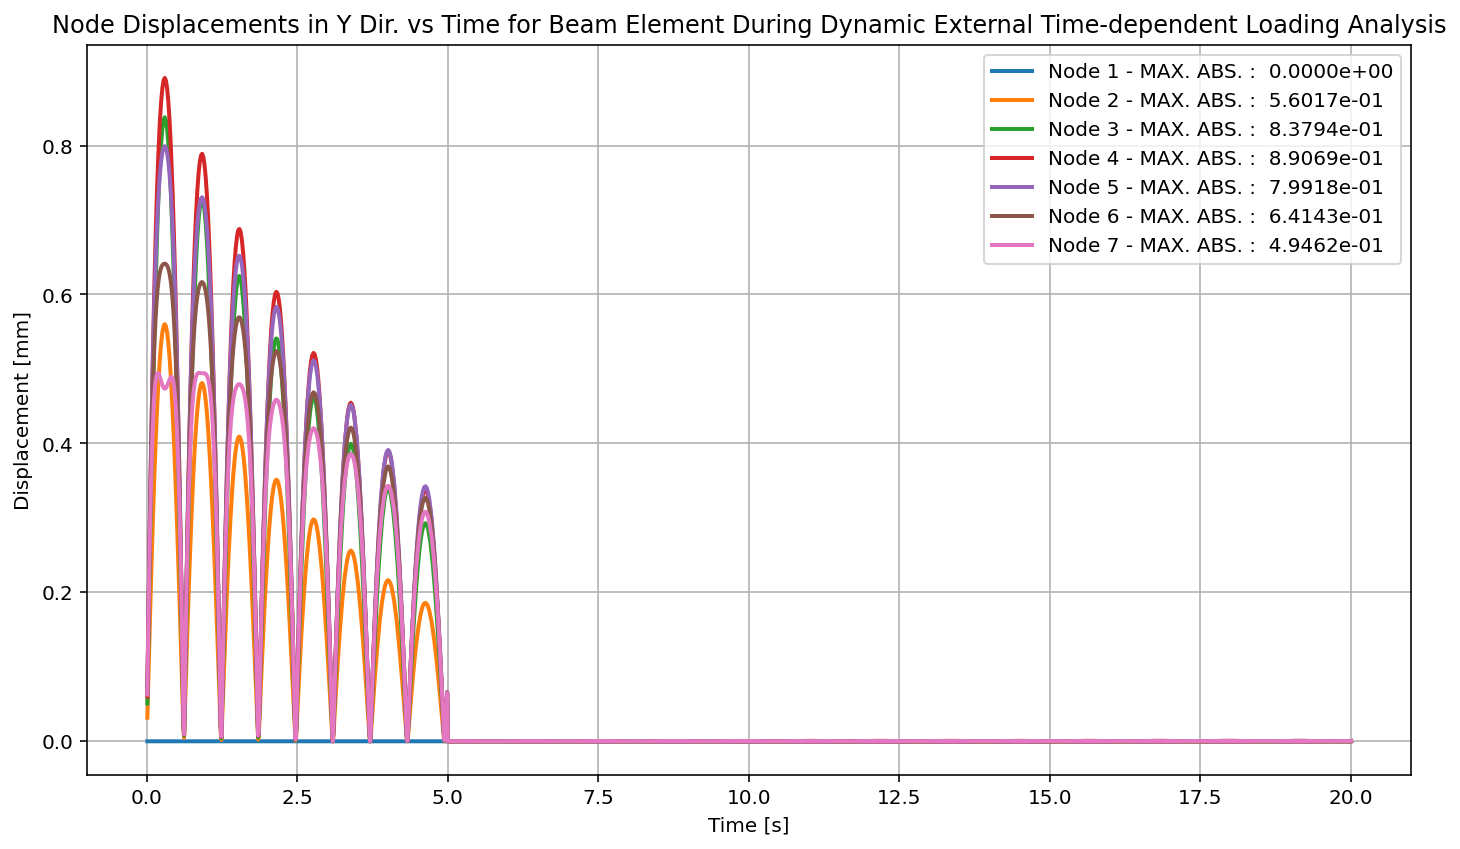 Node Displacements in Y Dir. vs Time for Beam Element During Dynamic External Time-dependent Loading Analysis
Node 1 - MAX. ABS. : 0.0000e+00
Node 2 - MAX. ABS. : 5.6017e-01
Node 3 - MAX. ABS. : 8.3794e-01
Node 4 - MAX. ABS. : 8.9069e-01
Node 5 - MAX. ABS. : 7.9918e-01
Node 6 - MAX. ABS. : 6.4143e-01
Node 7 - MAX. ABS. : 4.9462e-01
Displacement [mm]
0.8
0.6
0.4
0.2
0.0
0.0 2.5 5.0 7.5 10.0 12.5 15.0 17.5 20.0
Time [s]